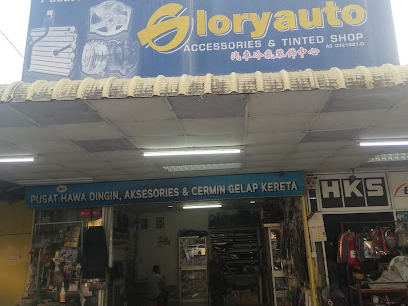 Gloryauto
ACCESSORIES & TINTED SHOP
PUSAT HAWA DINGIN, AKSESORIES & CERMIN GELAP KERETA
HKS